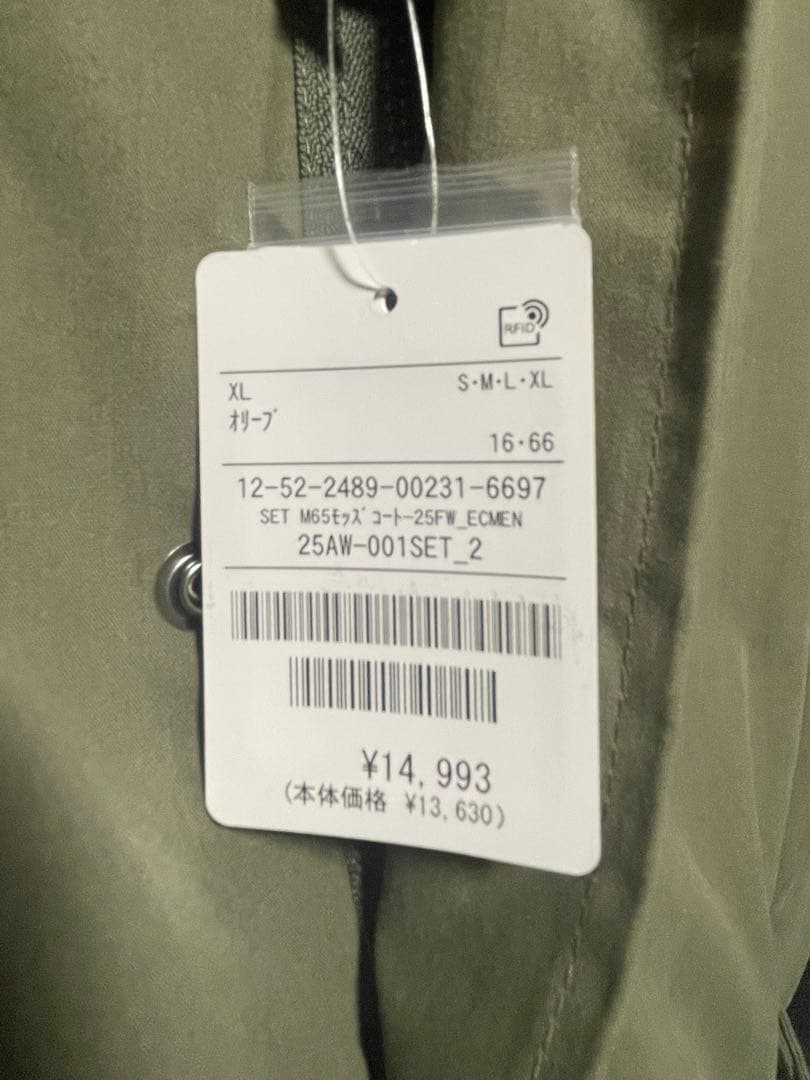 RFID
XL S・M・L・XL
ｵﾘｰﾌﾞ
16・66
12-52-2489-00231-6697
SET M65ﾓｯｽﾞｺｰﾄ-25FW_ECMEN
25AW-001SET_2
¥14,993
(本体価格 ¥13,630)